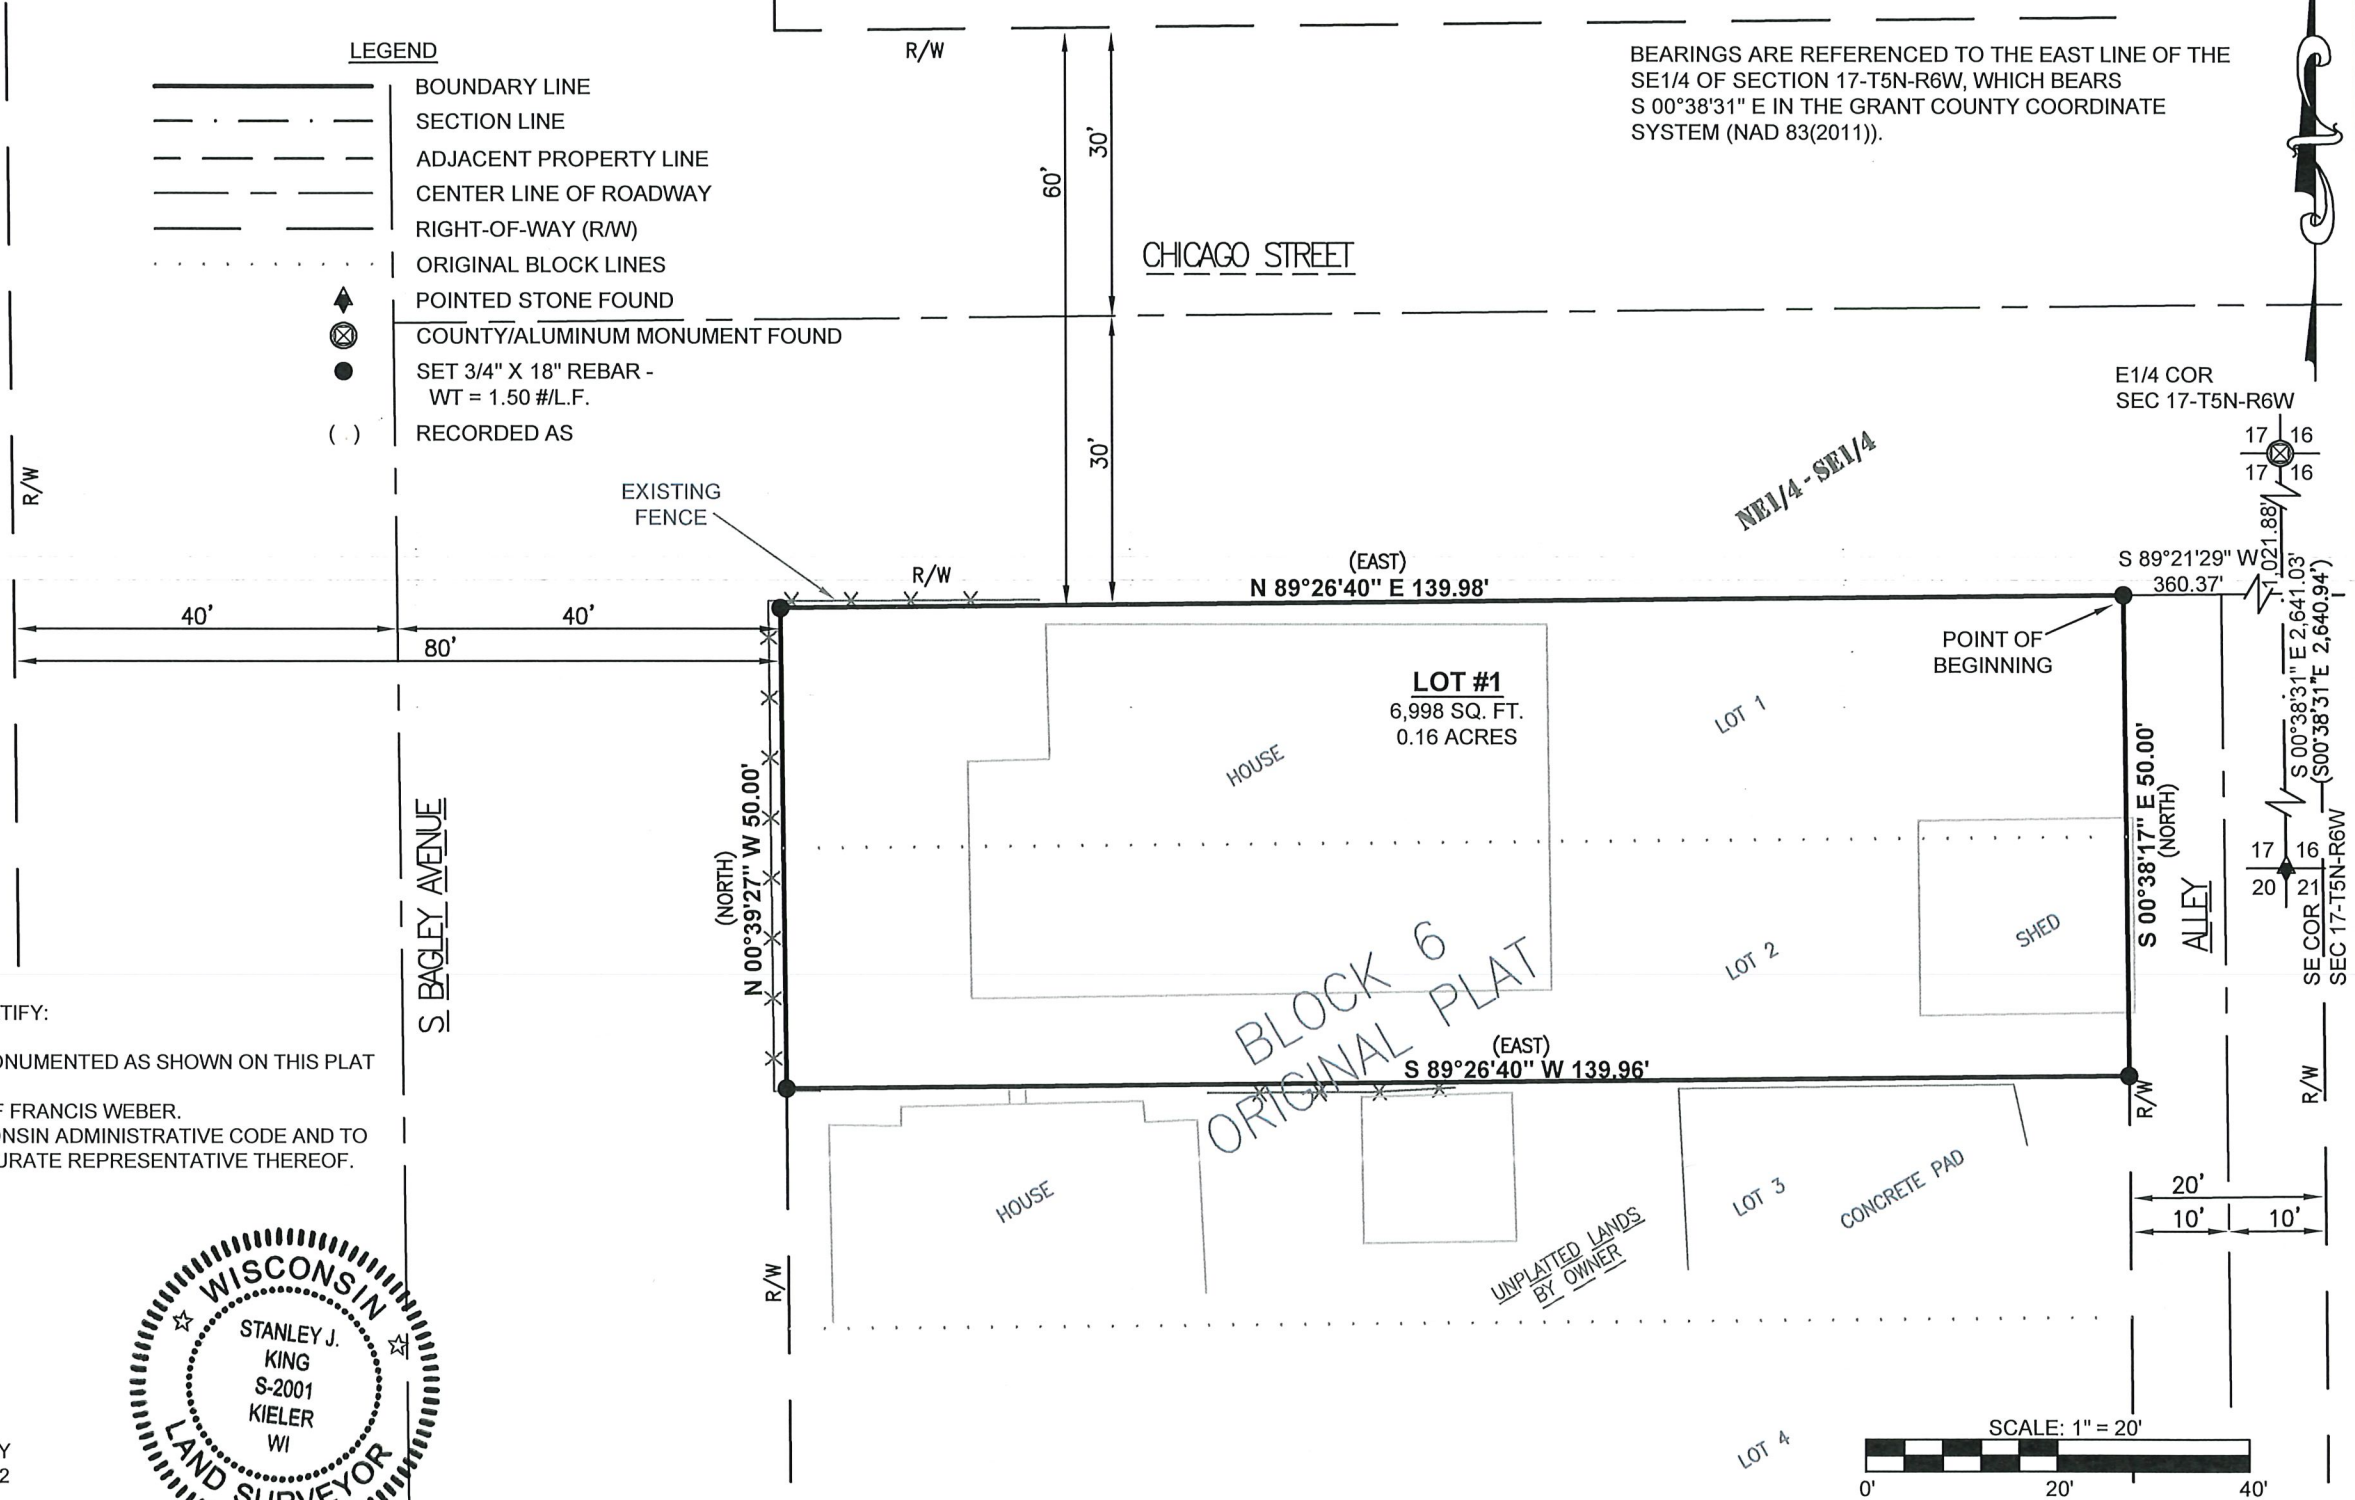 LEGEND
BOUNDARY LINE
SECTION LINE
ADJACENT PROPERTY LINE
CENTER LINE OF ROADWAY
RIGHT-OF-WAY (R/W)
ORIGINAL BLOCK LINES
POINTED STONE FOUND
COUNTY/ALUMINUM MONUMENT FOUND
SET 3/4" X 18" REBAR -
WT = 1.50 #/L.F.
( ) RECORDED AS
R/W
60'
30'
30'
CHICAGO STREET
BEARINGS ARE REFERENCED TO THE EAST LINE OF THE
SE1/4 OF SECTION 17-T5N-R6W, WHICH BEARS
S 00°38'31" E IN THE GRANT COUNTY COORDINATE
SYSTEM (NAD 83(2011)).
E1/4 COR
SEC 17-T5N-R6W
17 16
17 16
NE1/4 - SE1/4
R/W
EXISTING
FENCE
R/W
(EAST)
N 89°26'40" E 139.98'
S 89°21'29" W
360.37'
1,021.88'
S 00°38'31" E 2,641.03'
(S0°38'31"E 2,640.94')
40'
40'
80'
POINT OF
BEGINNING
LOT #1
6,998 SQ. FT.
0.16 ACRES
LOT 1
HOUSE
(NORTH)
N 00°39'27" W 50.00'
S BAGLEY AVENUE
S 00°38'17" E 50.00'
(NORTH)
ALLEY
17 16
20 21
SE COR
SEC 17-T5N-R6W
SHED
LOT 2
BLOCK 6
ORIGINAL PLAT
(EAST)
S 89°26'40" W 139.96'
TIFY:
ONUMENTED AS SHOWN ON THIS PLAT
F FRANCIS WEBER.
ONSIN ADMINISTRATIVE CODE AND TO
URATE REPRESENTATIVE THEREOF.
R/W
R/W
HOUSE
LOT 3
CONCRETE PAD
UNPLATTED LANDS
BY OWNER
20'
10'
10'
R/W
WISCONSIN
STANLEY J.
KING
S-2001
KIELER
WI
LAND SURVEYOR
Y
2
LOT 4
SCALE: 1" = 20'
0' 20' 40'